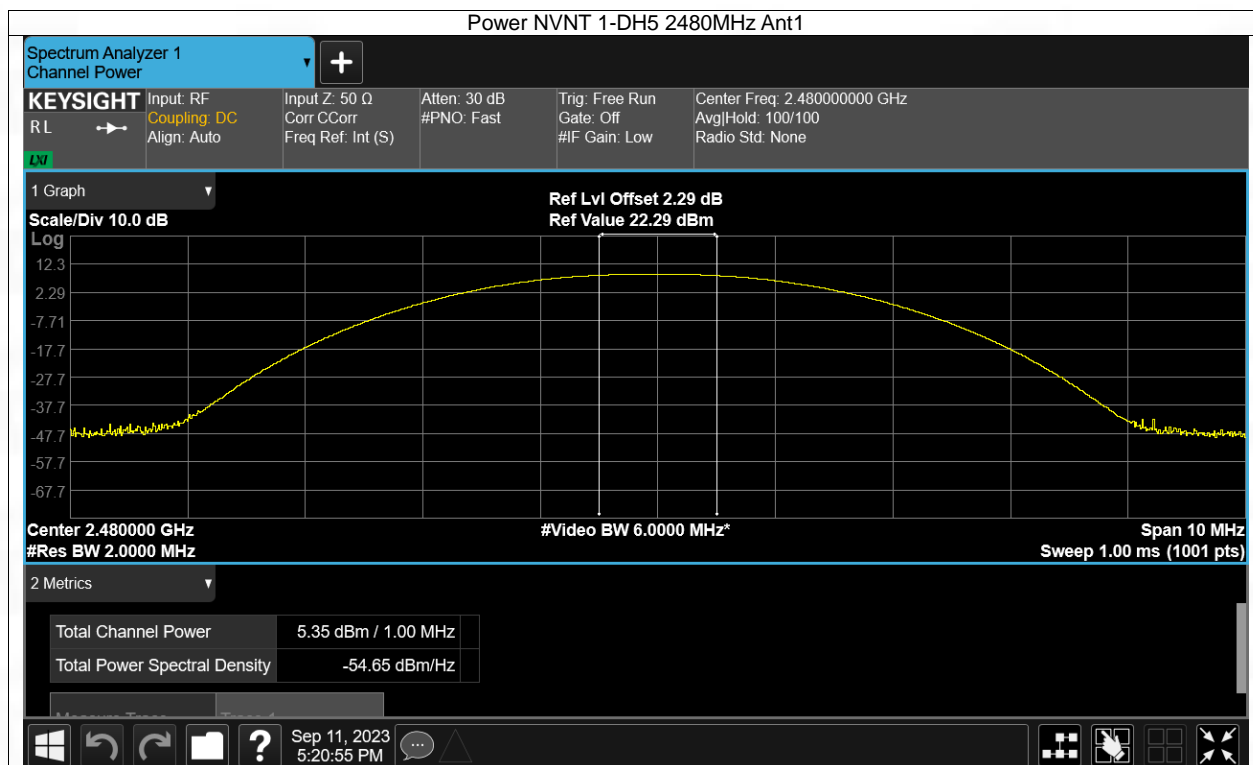 Power NVNT 1-DH5 2480MHz Ant1
Spectrum Analyzer 1
Channel Power
KEYSIGHT
R L
LXI
Input: RF
Coupling: DC
Align: Auto
Input Z: 50 Ω
Corr CCorr
Freq Ref: Int (S)
Atten: 30 dB
#PNO: Fast
Trig: Free Run
Gate: Off
#IF Gain: Low
Center Freq: 2.480000000 GHz
Avg|Hold: 100/100
Radio Std: None
1 Graph
Scale/Div 10.0 dB
Ref Lvl Offset 2.29 dB
Ref Value 22.29 dBm
Log
12.3
2.29
-7.71
-17.7
-27.7
-37.7
-47.7
-57.7
-67.7
Center 2.480000 GHz
#Video BW 6.0000 MHz*
Span 10 MHz
#Res BW 2.0000 MHz
Sweep 1.00 ms (1001 pts)
2 Metrics
Total Channel Power 5.35 dBm / 1.00 MHz
Total Power Spectral Density -54.65 dBm/Hz
Sep 11, 2023
5:20:55 PM